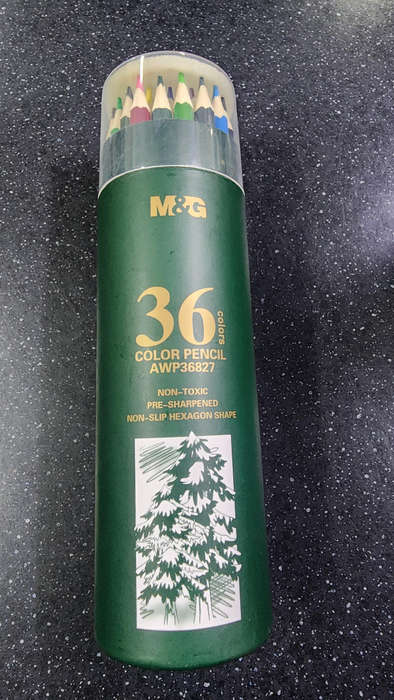 M&G
36 colors
COLOR PENCIL
AWP36827
NON-TOXIC
PRE-SHARPENED
NON-SLIP HEXAGON SHAPE